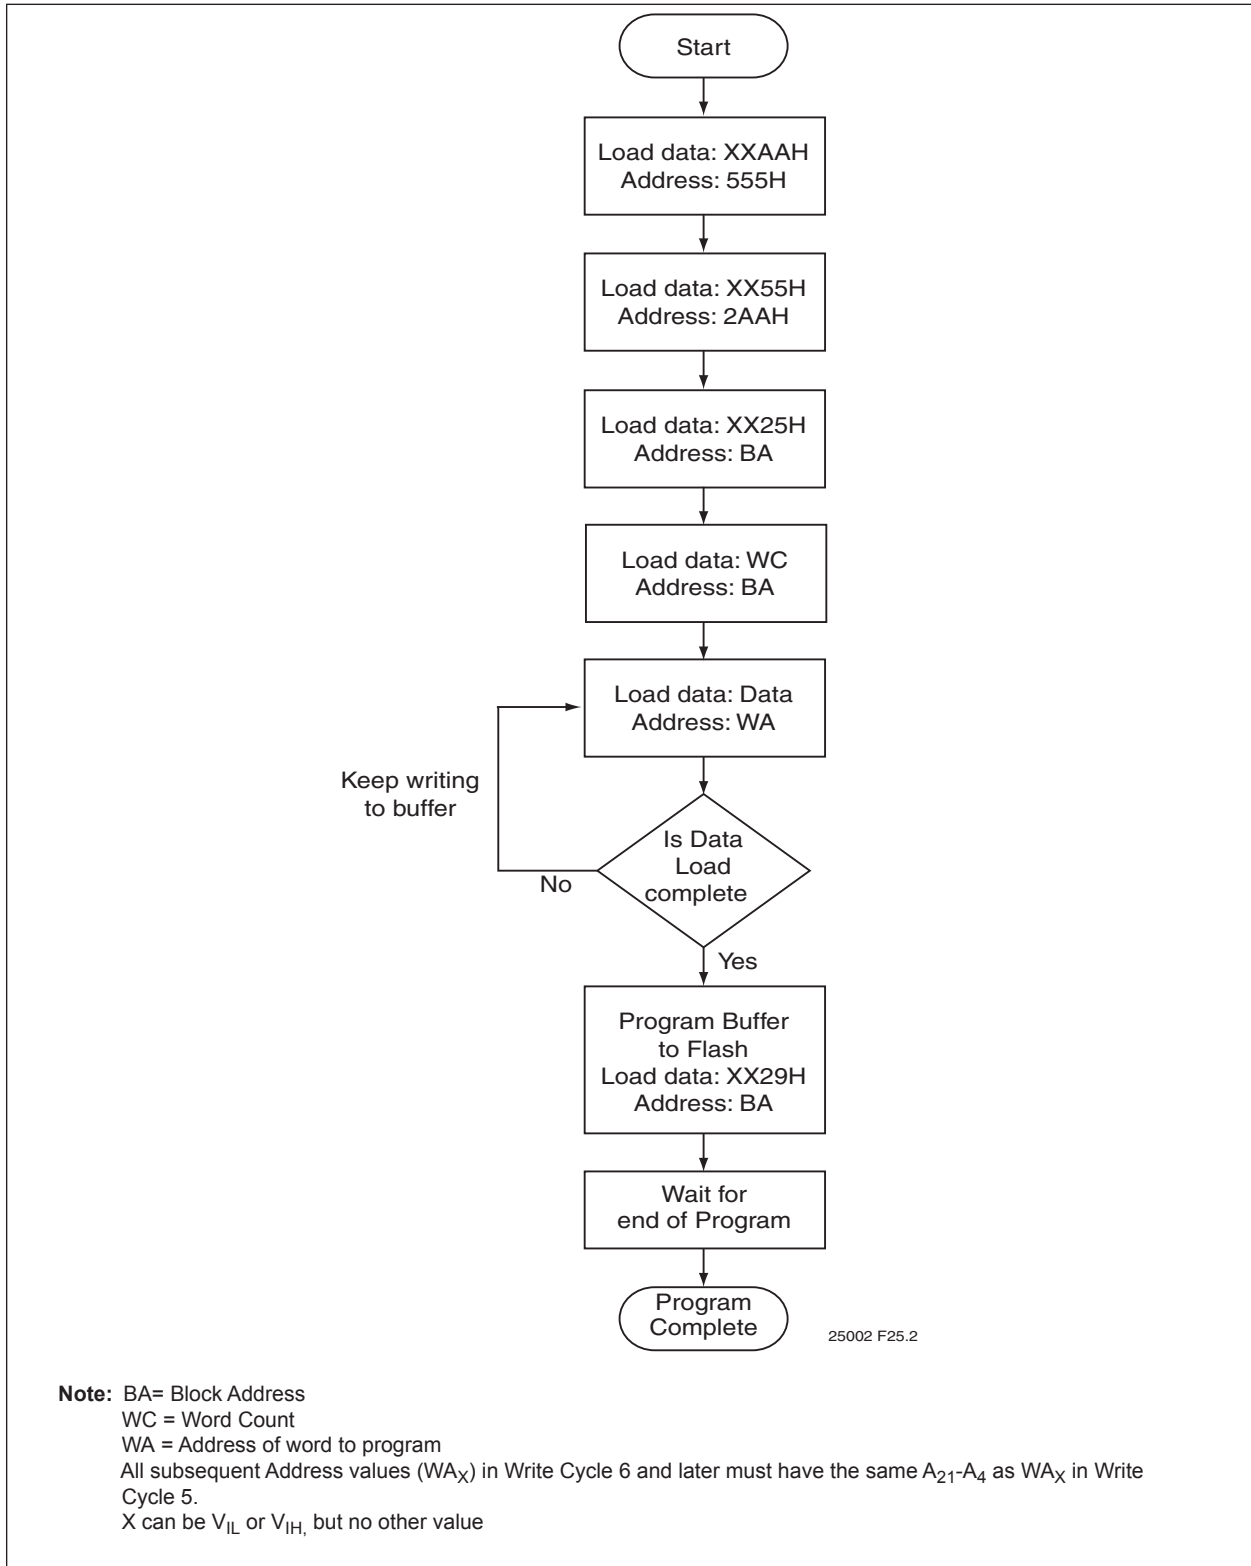 Start
Load data: XXAAH
Address: 555H
Load data: XX55H
Address: 2AAH
Load data: XX25H
Address: BA
Load data: WC
Address: BA
Load data: Data
Address: WA
Keep writing
to buffer
Is Data
Load
complete
No
Yes
Program Buffer
to Flash
Load data: XX29H
Address: BA
Wait for
end of Program
Program
Complete
25002 F25.2
Note: BA= Block Address
WC = Word Count
WA = Address of word to program
All subsequent Address values (WAX) in Write Cycle 6 and later must have the same A21-A4 as WAX in Write
Cycle 5.
X can be VIL or VIH, but no other value